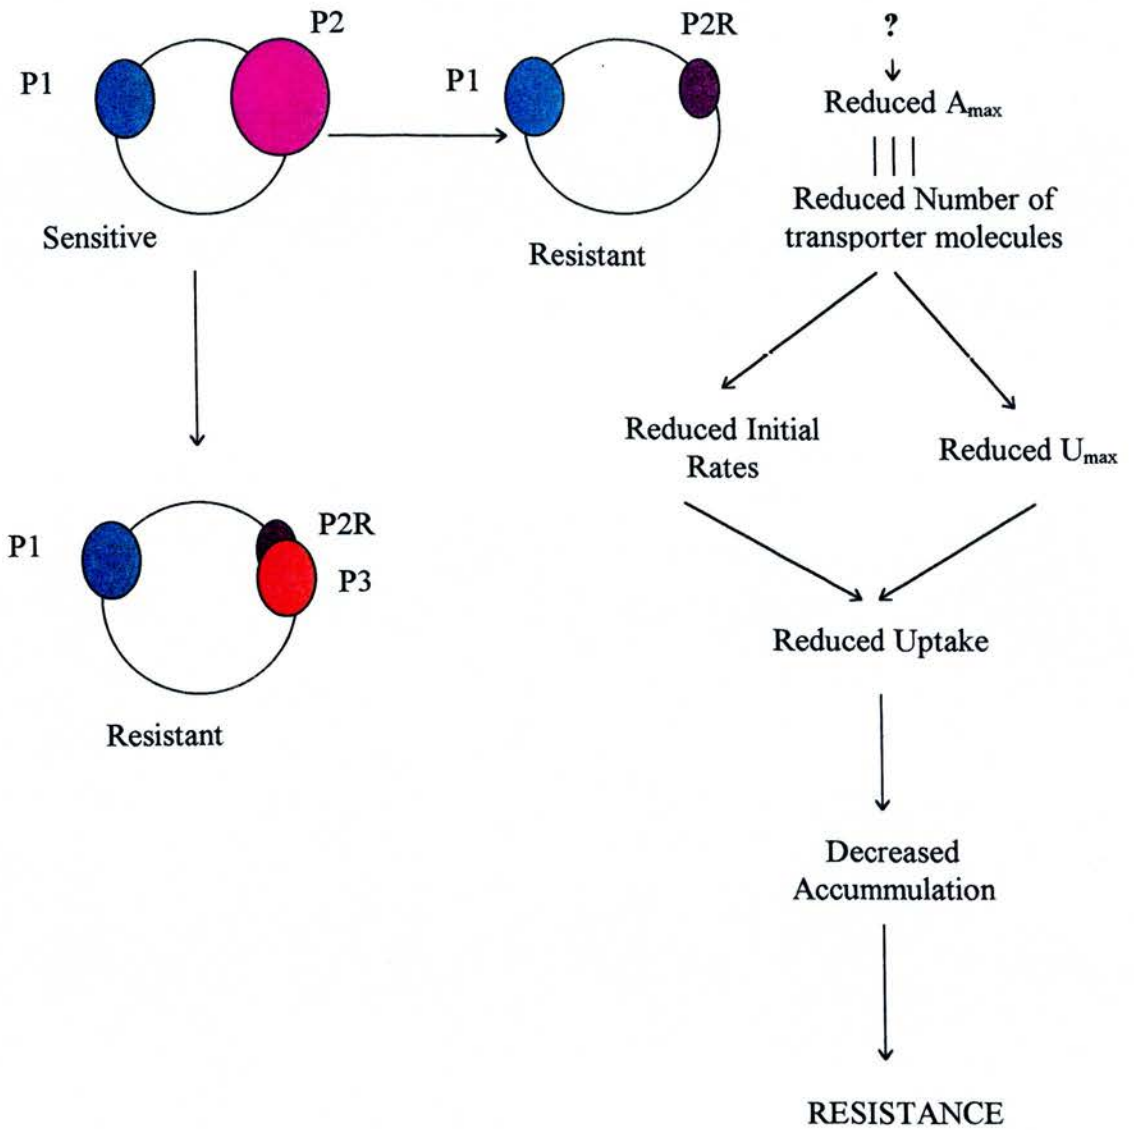 P1
P2
Sensitive
P1
P2R
Resistant
P1
P2R
P3
Resistant
?
Reduced Amax
Reduced Number of
transporter molecules
Reduced Initial
Rates
Reduced Umax
Reduced Uptake
Decreased
Accummulation
RESISTANCE